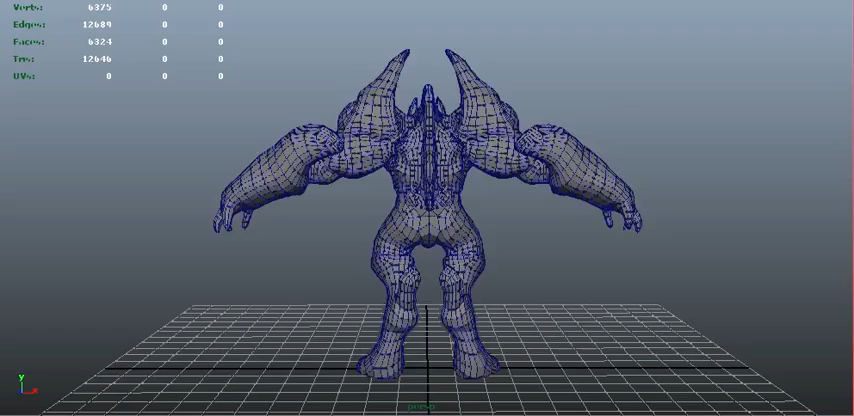 Verts: 6375 0 0
Edges: 12689 0 0
Faces: 6324 0 0
Tris: 12646 0 0
UVs: 0 0 0
y
x
persp